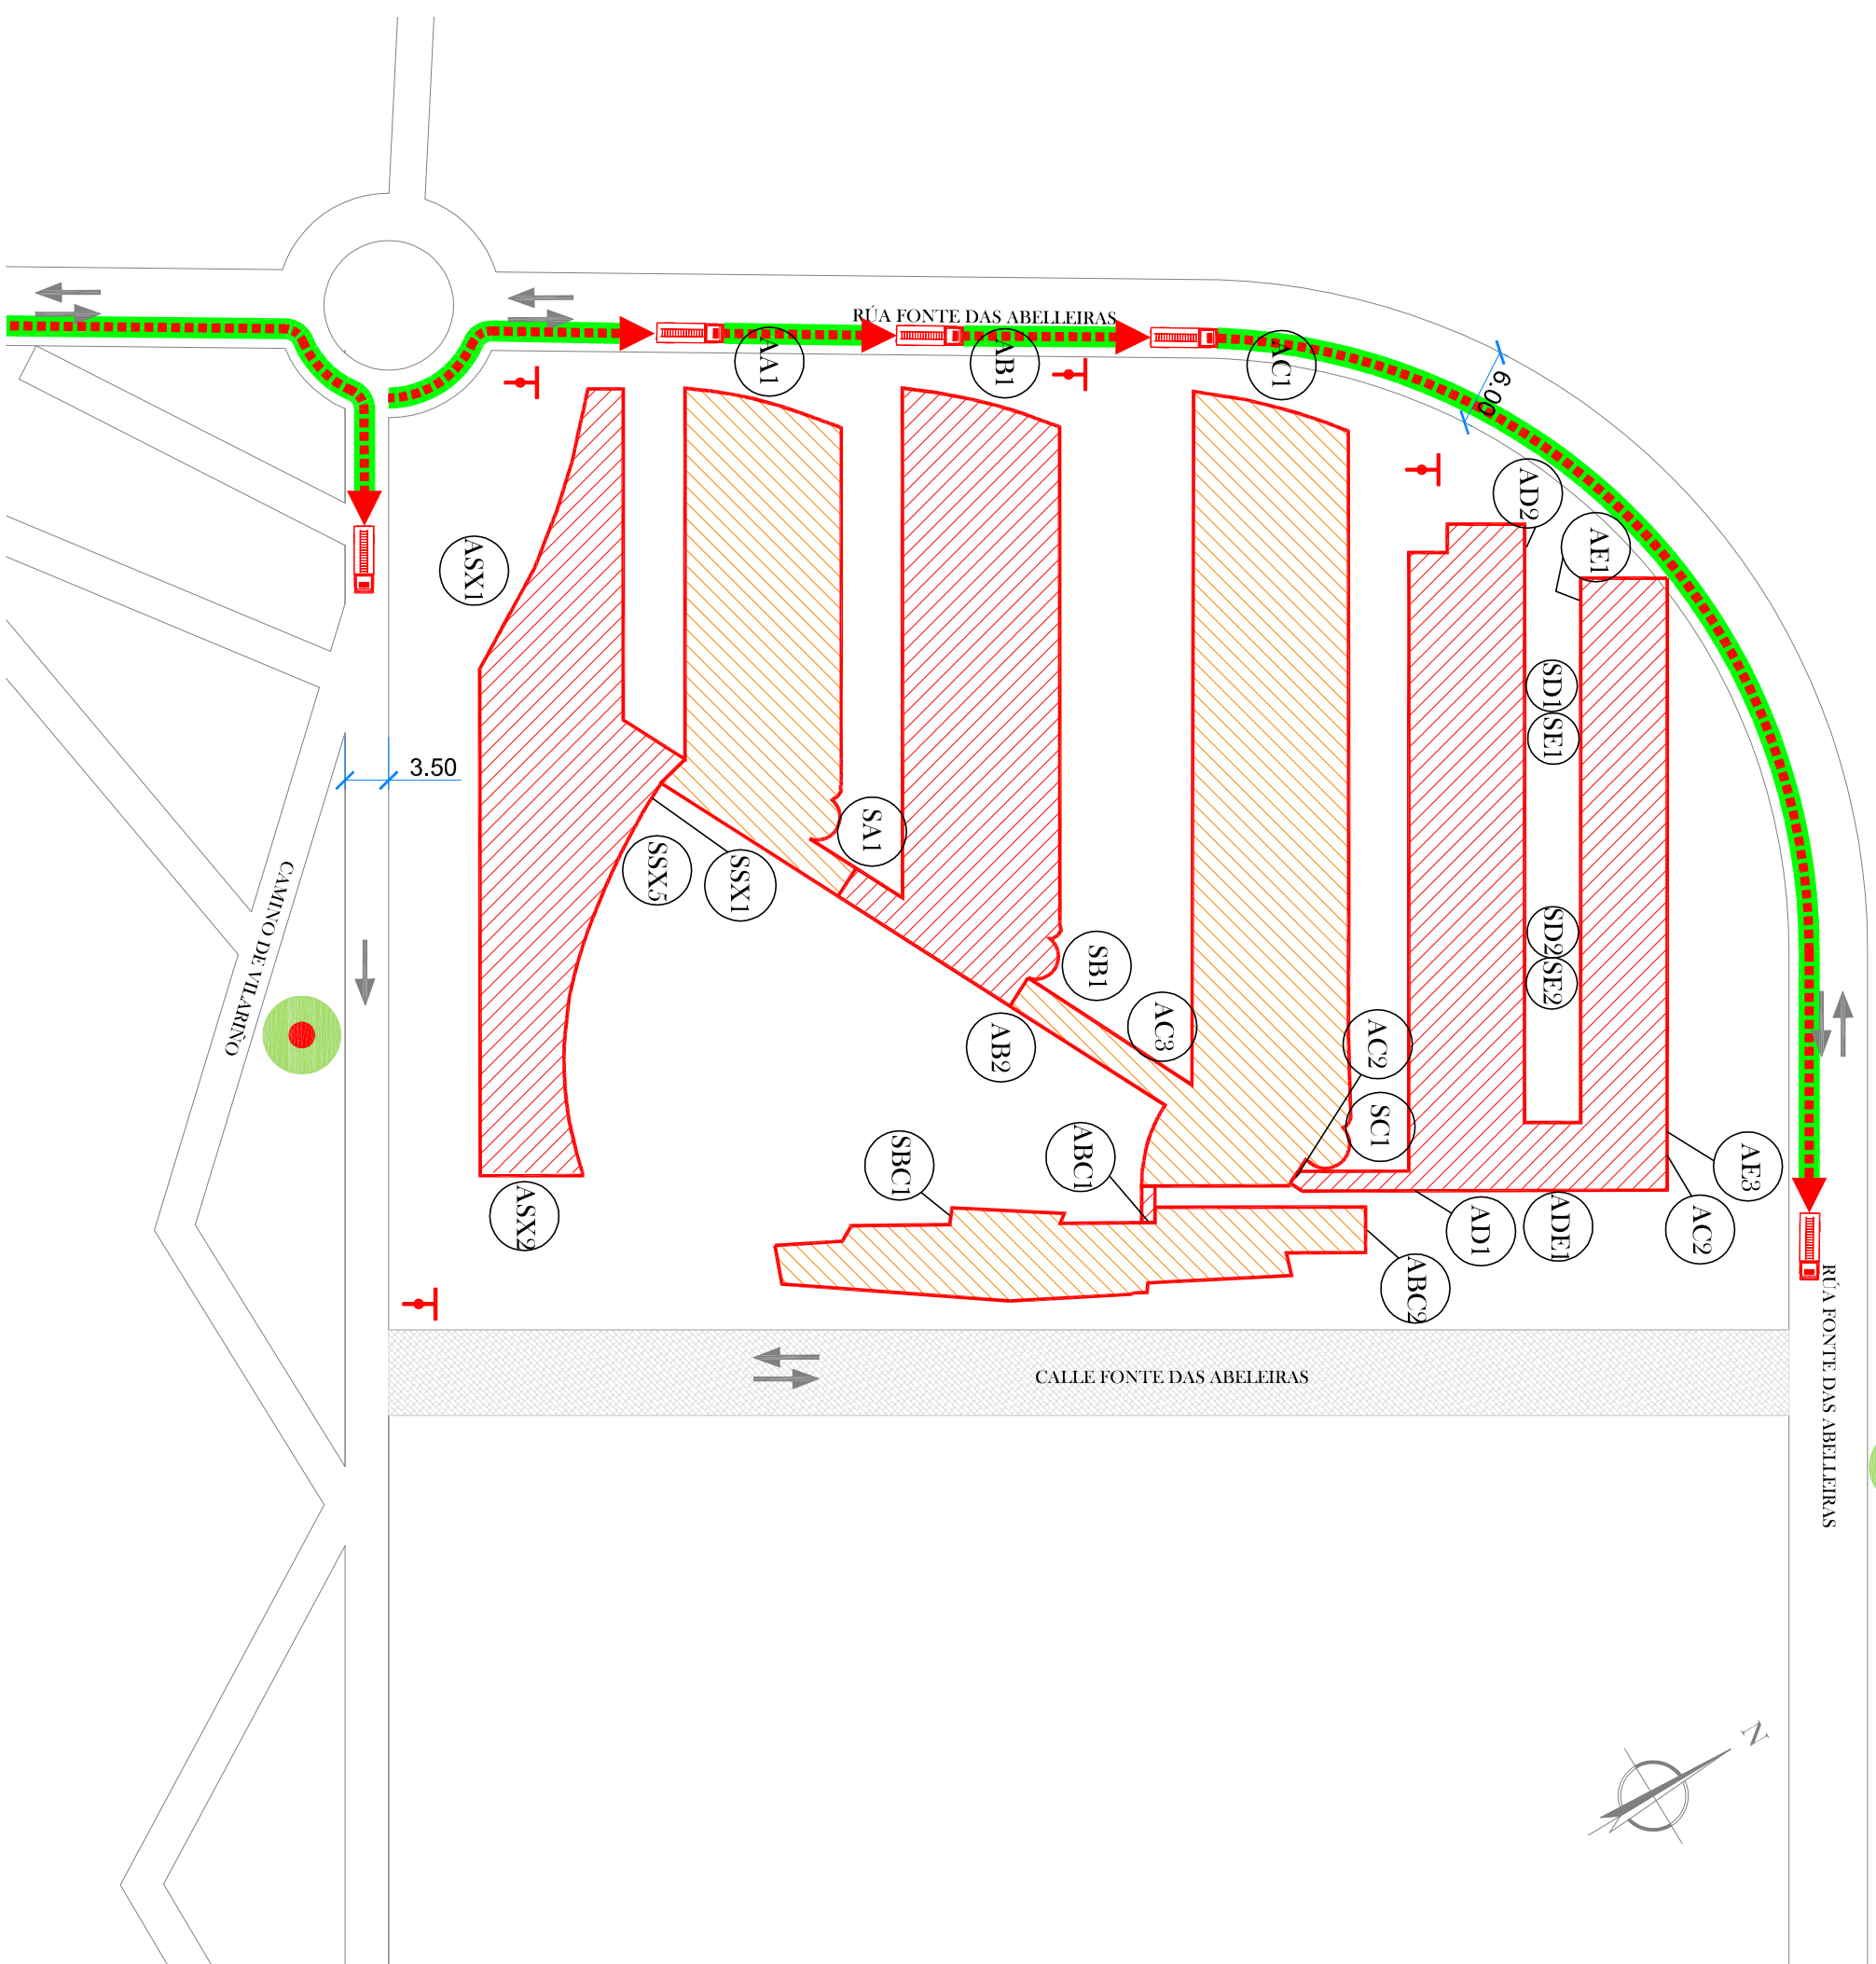 RÚA FONTE DAS ABELLEIRAS
AA1
AB1
AC1
6.00
AD2
AE1
ASX1
SD1
SE1
3.50
SA1
SSX5
SSX1
CAMINO DE VILARIÑO
SD2
SE2
SB1
AC3
AB2
AC2
SC1
SBC1
ABC1
AE3
ASX2
AD1
ADE1
AC2
ABC2
CALLE FONTE DAS ABELEIRAS
RÚA FONTE DAS ABELLEIRAS
N